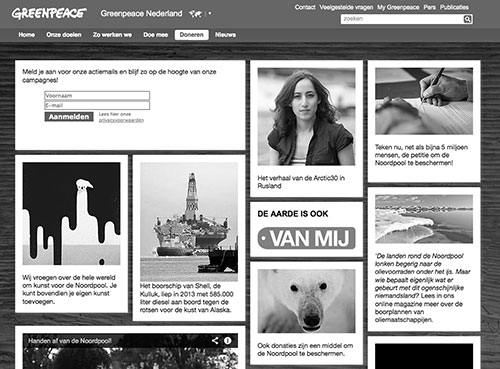 GREENPEACE
Greenpeace Nederland
Contact Veelgestelde vragen My Greenpeace Pers Publicaties
zoeken
Home Onze doelen Zo werken we Doe mee Doneren Nieuws
Meld je aan voor onze actiemails en blijf zo op de hoogte van onze
campagnes!
Voornaam
E-mail
Aanmelden
Lees hier onze
privacyvoorwaarden
Het verhaal van de Arctic30 in
Rusland
Teken nu, net als bijna 5 miljoen
mensen, de petitie om de
Noordpool te beschermen!
Wij vroegen over de hele wereld
om kunst voor de Noordpool. Je
kunt bovendien je eigen kunst
toevoegen.
Het boorschip van Shell, de
Kulluk, liep in 2013 met 585.000
liter diesel aan boord tegen de
rotsen voor de kust van Alaska.
DE AARDE IS OOK
VAN MIJ
'De landen rond de Noordpool
lonken begerig naar de
olievoorraden onder het ijs. Maar
wie bepaalt eigenlijk wat er
gebeurt met dit ogenschijnlijke
niemandsland? Lees in ons
online magazine meer over de
boorplannen van
oliemaatschappijen.
Ook donaties zijn een middel om
de Noordpool te beschermen.
Handen af van de Noordpool!